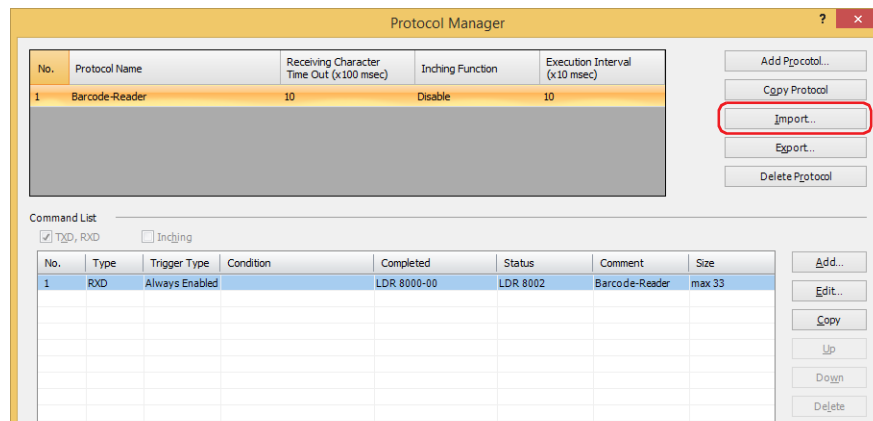 Protocol Manager
? ×
No. Protocol Name Receiving Character Time Out (x100 msec) Inching Function Execution Interval (x10 msec)
1 Barcode-Reader 10 Disable 10
Add Procotol...
Copy Protocol
Import...
Export...
Delete Protocol
Command List
TXD, RXD Inching
No. Type Trigger Type Condition Completed Status Comment Size
1 RXD Always Enabled LDR 8000-00 LDR 8002 Barcode-Reader max 33
Add...
Edit...
Copy
Up
Down
Delete